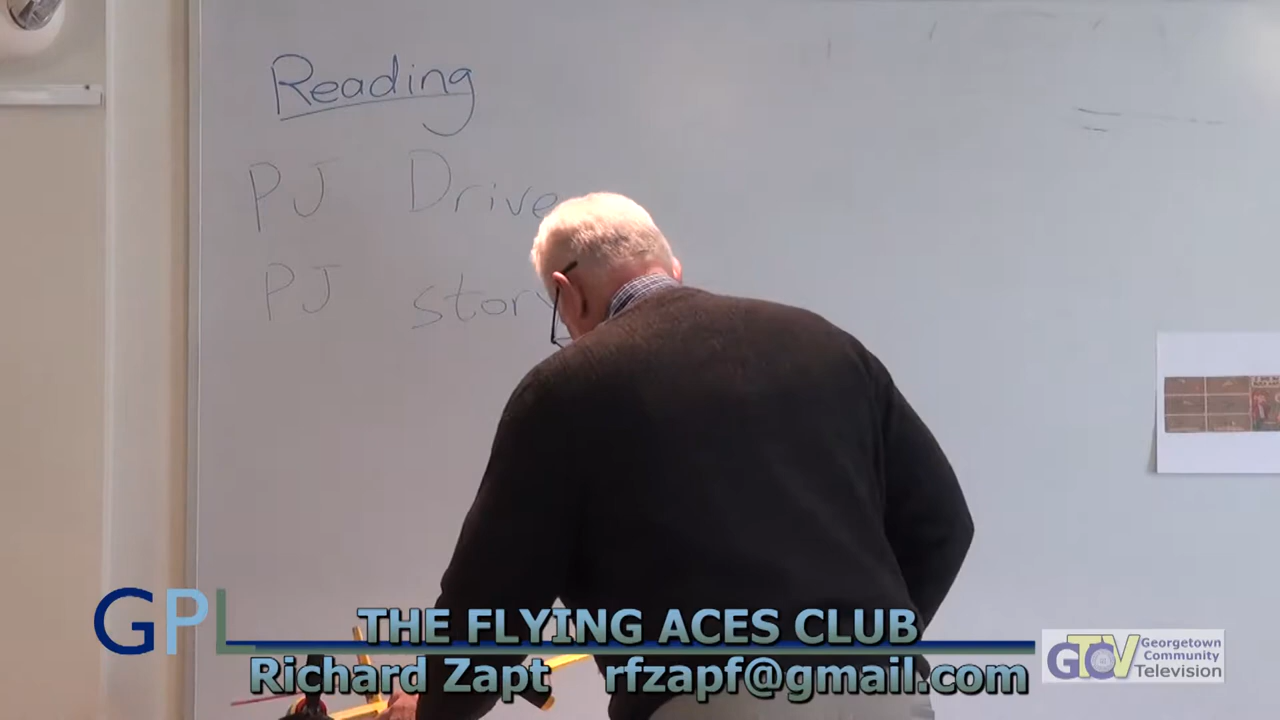 Reading
PJ Drive
PJ story
GPL
THE FLYING ACES CLUB
Richard Zapt rfzapf@gmail.com
GCTV Georgetown
Community
Television